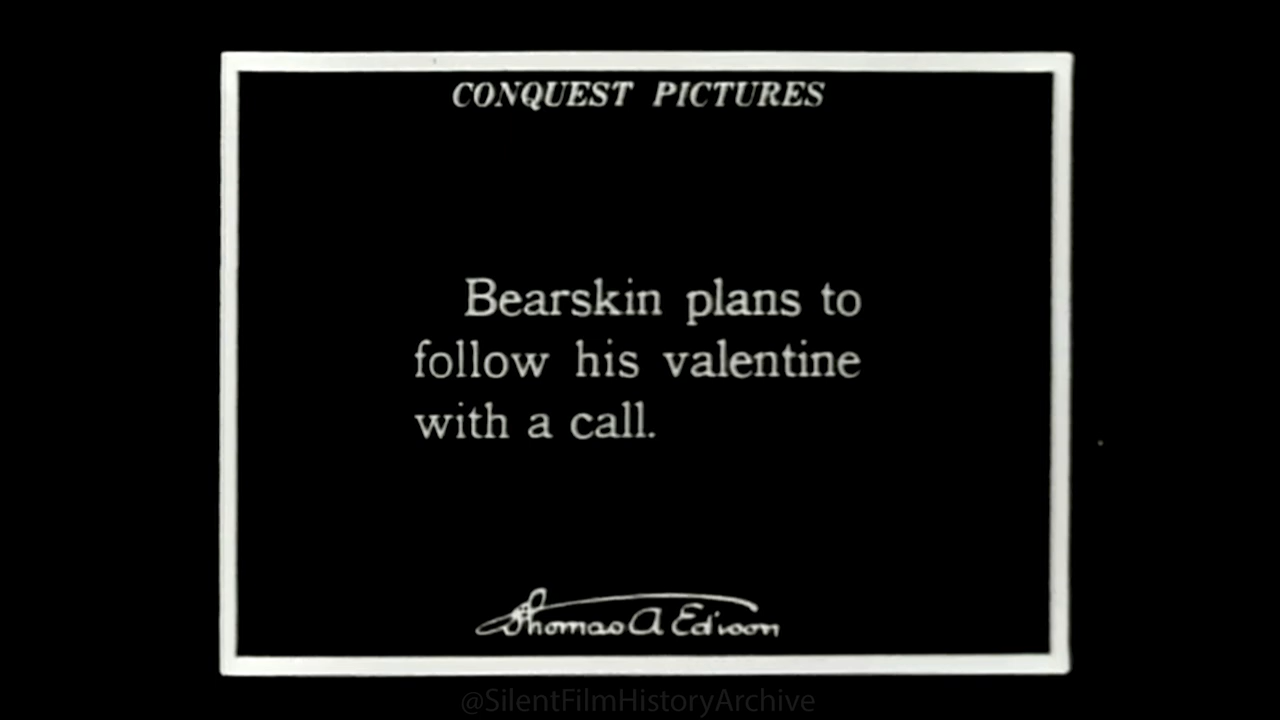 CONQUEST PICTURES
Bearskin plans to
follow his valentine
with a call.
Thomas A Edison
@SilentFilmHistoryArchive